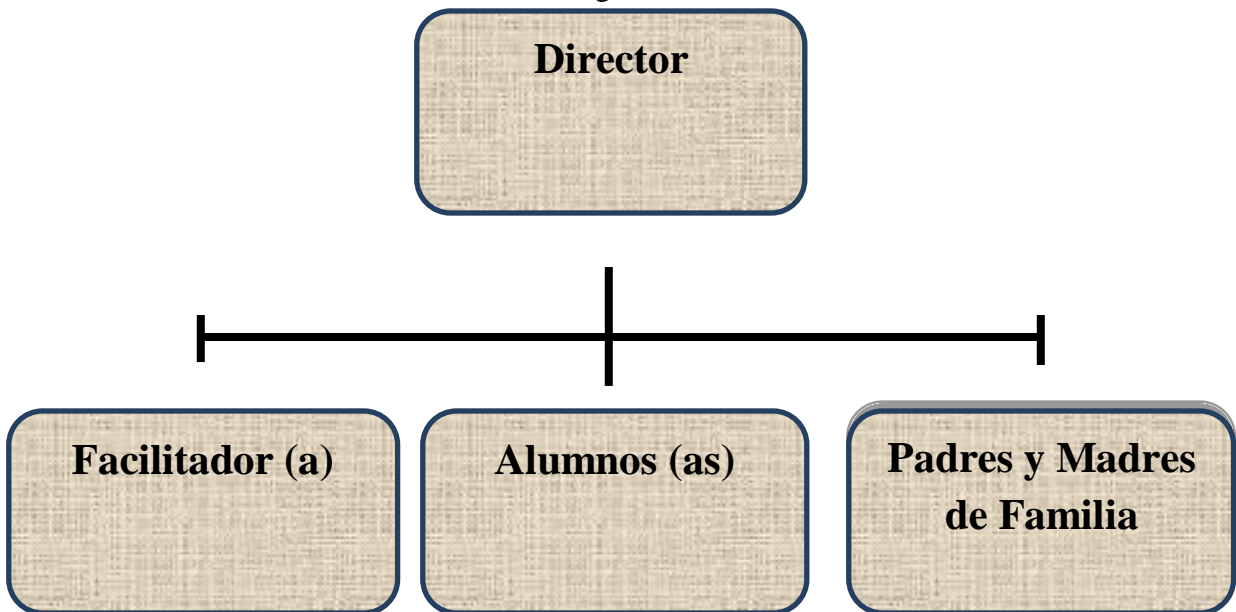 Director
Facilitador (a)
Alumnos (as)
Padres y Madres
de Familia